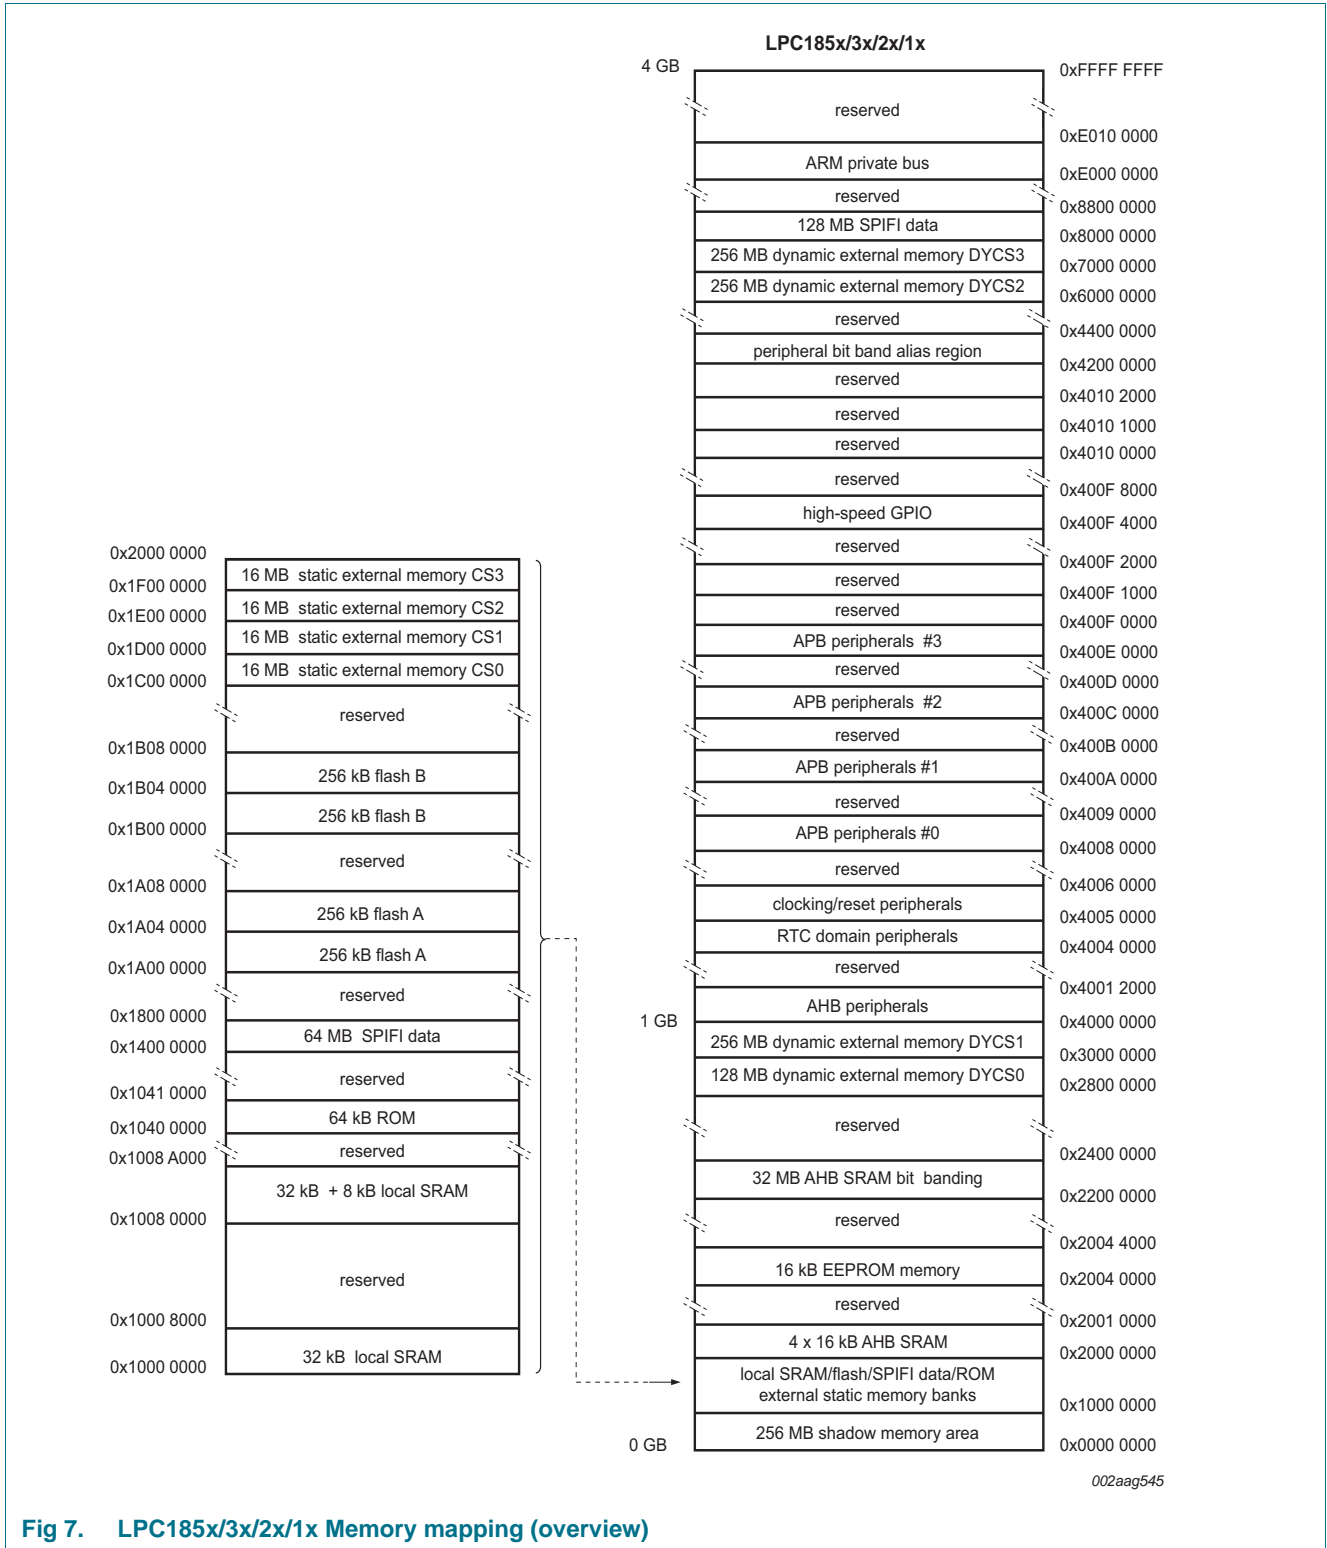 LPC185x/3x/2x/1x
4 GB
0xFFFF FFFF
reserved
0xE010 0000
ARM private bus
0xE000 0000
reserved
0x8800 0000
128 MB SPIFI data
0x8000 0000
256 MB dynamic external memory DYCS3
0x7000 0000
256 MB dynamic external memory DYCS2
0x6000 0000
reserved
0x4400 0000
peripheral bit band alias region
0x4200 0000
reserved
0x4010 2000
reserved
0x4010 1000
reserved
0x4010 0000
reserved
0x400F 8000
high-speed GPIO
0x400F 4000
reserved
0x400F 2000
reserved
0x400F 1000
reserved
0x400F 0000
APB peripherals #3
0x400E 0000
reserved
0x400D 0000
APB peripherals #2
0x400C 0000
reserved
0x400B 0000
APB peripherals #1
0x400A 0000
reserved
0x4009 0000
APB peripherals #0
0x4008 0000
reserved
0x4006 0000
clocking/reset peripherals
0x4005 0000
RTC domain peripherals
0x4004 0000
reserved
0x4001 2000
AHB peripherals
1 GB
0x4000 0000
256 MB dynamic external memory DYCS1
0x3000 0000
128 MB dynamic external memory DYCS0
0x2800 0000
reserved
0x2400 0000
32 MB AHB SRAM bit banding
0x2200 0000
reserved
0x2004 4000
16 kB EEPROM memory
0x2004 0000
reserved
0x2001 0000
4 x 16 kB AHB SRAM
0x2000 0000
local SRAM/flash/SPIFI data/ROM
external static memory banks
0x1000 0000
256 MB shadow memory area
0 GB
0x0000 0000
0x2000 0000
16 MB static external memory CS3
0x1F00 0000
16 MB static external memory CS2
0x1E00 0000
16 MB static external memory CS1
0x1D00 0000
16 MB static external memory CS0
0x1C00 0000
reserved
0x1B08 0000
256 kB flash B
0x1B04 0000
256 kB flash B
0x1B00 0000
reserved
0x1A08 0000
256 kB flash A
0x1A04 0000
256 kB flash A
0x1A00 0000
reserved
0x1800 0000
64 MB SPIFI data
0x1400 0000
reserved
0x1041 0000
64 kB ROM
0x1040 0000
reserved
0x1008 A000
32 kB + 8 kB local SRAM
0x1008 0000
reserved
0x1000 8000
32 kB local SRAM
0x1000 0000
002aag545
Fig 7. LPC185x/3x/2x/1x Memory mapping (overview)